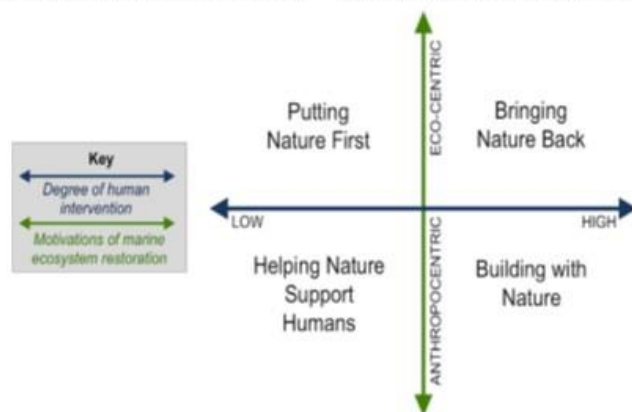 Putting
Nature First
Bringing
Nature Back
ECO-CENTRIC
Key
Degree of human
intervention
Motivations of marine
ecosystem restoration
LOW
HIGH
Helping Nature
Support
Humans
Building with
Nature
ANTHROPOCENTRIC